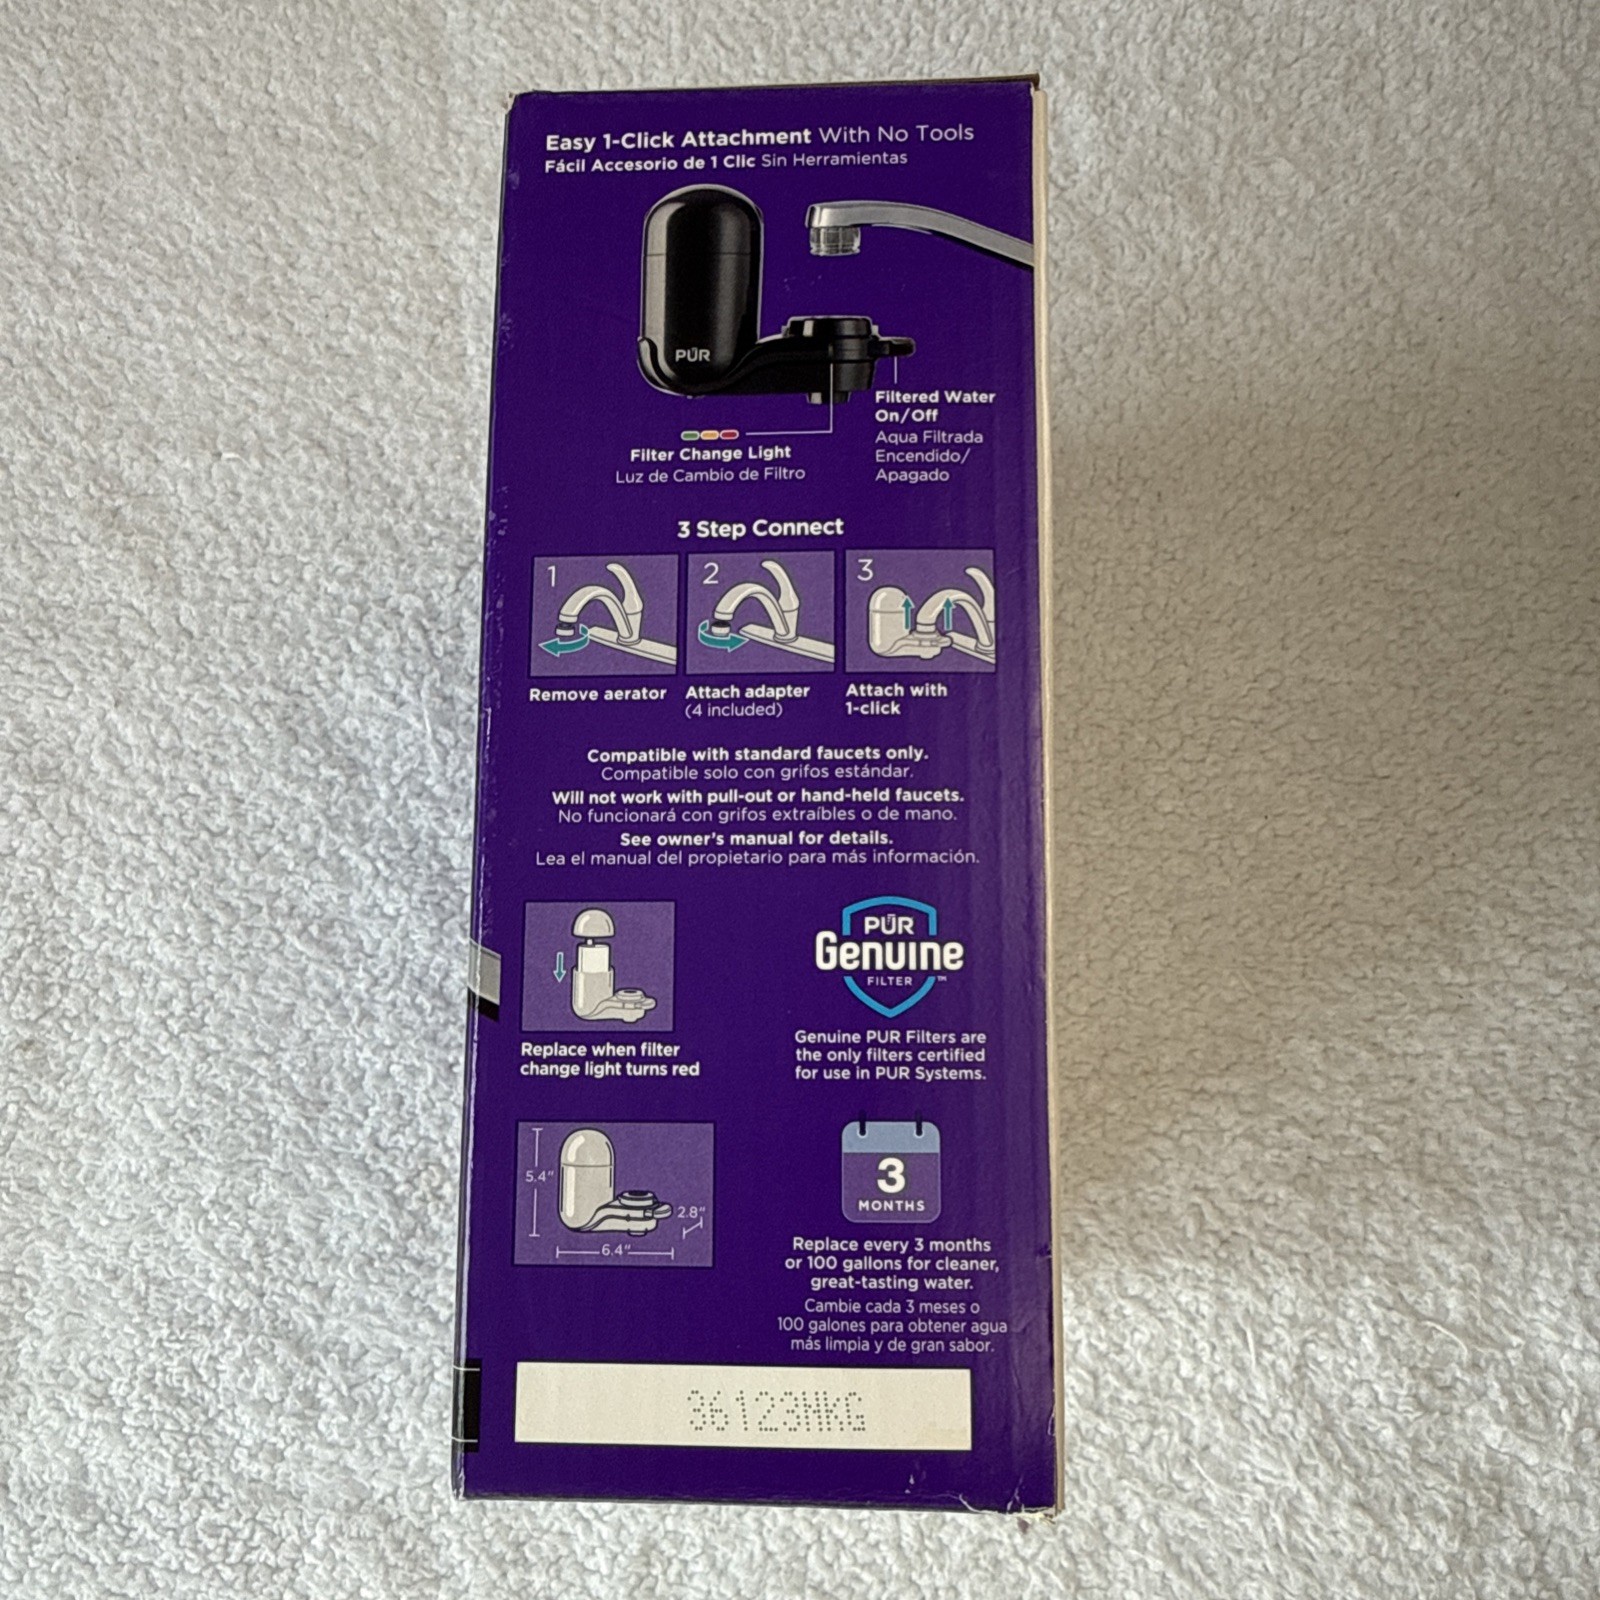 Easy 1-Click Attachment With No Tools
Fácil Accesorio de 1 Clic Sin Herramientas
PŪR
Filtered Water
On/Off
Aqua Filtrada
Encendido/
Apagado
Filter Change Light
Luz de Cambio de Filtro
3 Step Connect
1
2
3
Remove aerator
Attach adapter
(4 included)
Attach with
1-click
Compatible with standard faucets only.
Compatible solo con grifos estándar.
Will not work with pull-out or hand-held faucets.
No funcionará con grifos extraíbles o de mano.
See owner's manual for details.
Lea el manual del propietario para más información.
Replace when filter
change light turns red
PŪR
Genuine
FILTER™
Genuine PUR Filters are
the only filters certified
for use in PUR Systems.
5.4"
2.8"
6.4"
3
MONTHS
Replace every 3 months
or 100 gallons for cleaner,
great-tasting water.
Cambie cada 3 meses o
100 galones para obtener agua
más limpia y de gran sabor.
36123HKG